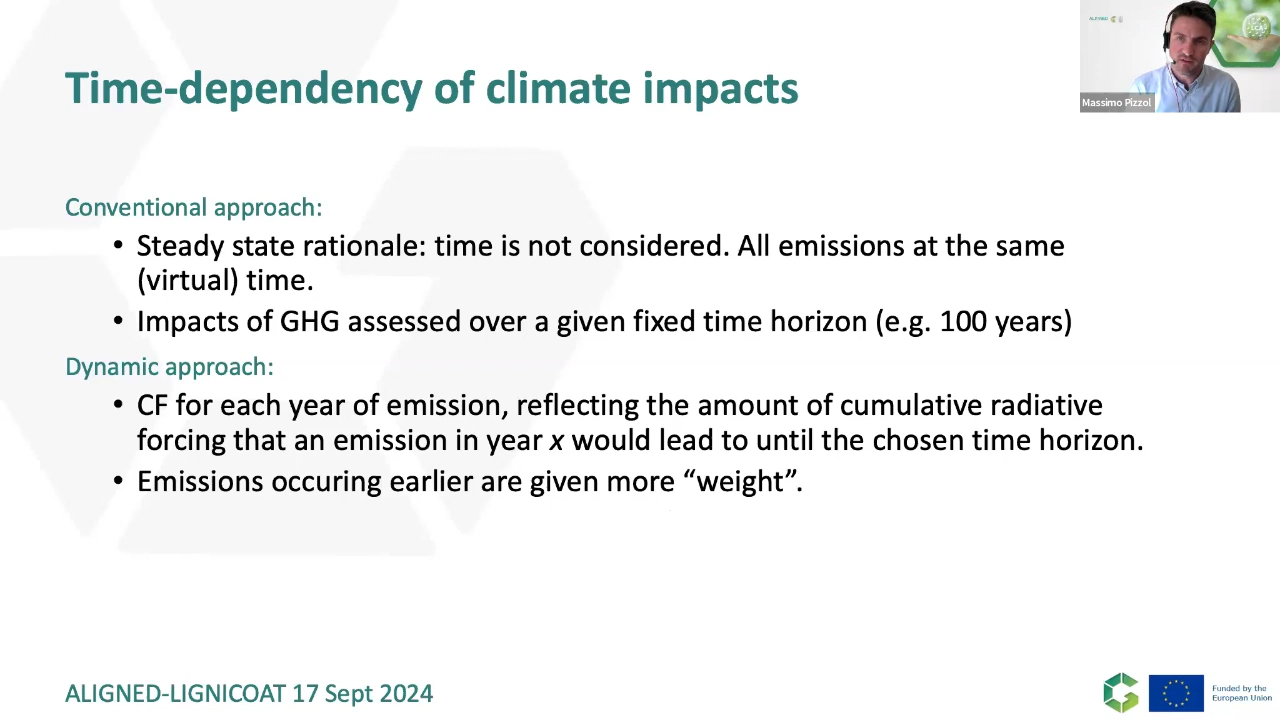 Time-dependency of climate impacts
Massimo Pizzol
Conventional approach:
• Steady state rationale: time is not considered. All emissions at the same
(virtual) time.
• Impacts of GHG assessed over a given fixed time horizon (e.g. 100 years)
Dynamic approach:
• CF for each year of emission, reflecting the amount of cumulative radiative
forcing that an emission in year x would lead to until the chosen time horizon.
• Emissions occuring earlier are given more “weight”.
ALIGNED-LIGNICOAT 17 Sept 2024
Funded by the
European Union